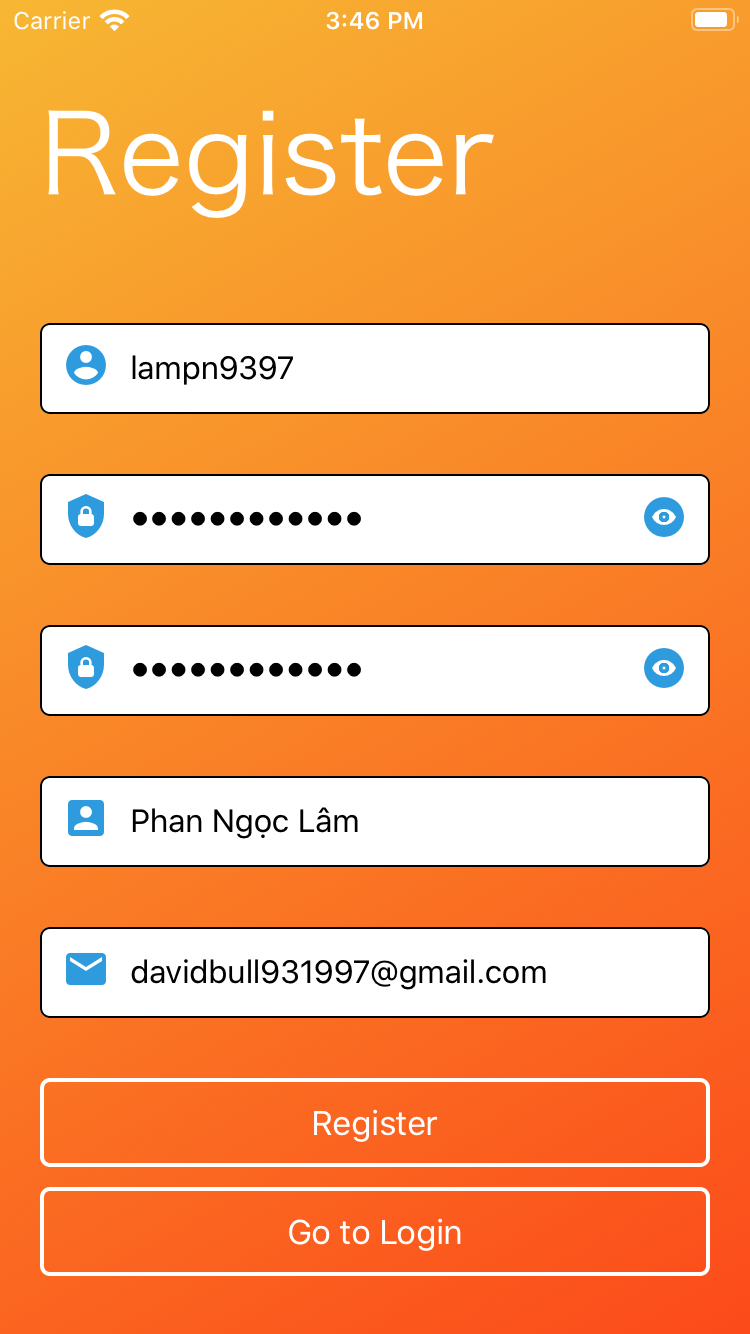 Carrier 3:46 PM
Register
lampn9397
●●●●●●●●●●●●
●●●●●●●●●●●●
Phan Ngọc Lâm
davidbull931997@gmail.com
Register
Go to Login